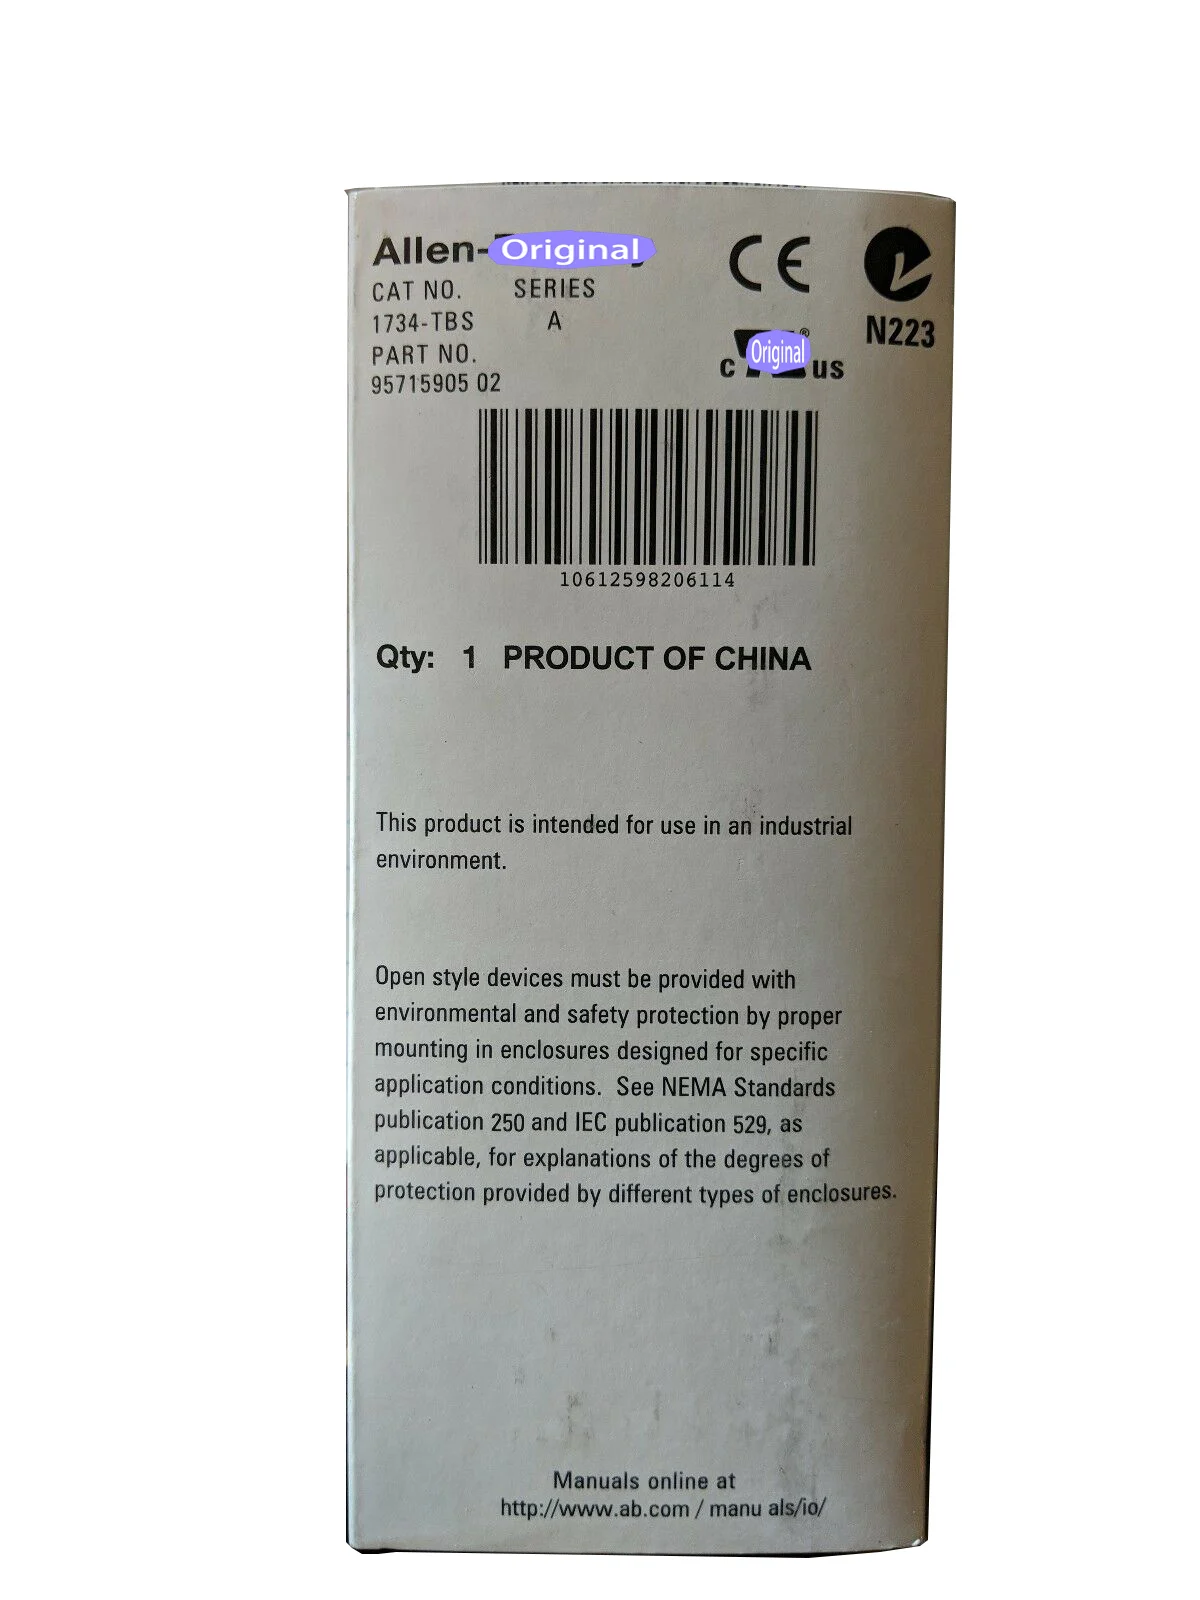 Allen-
Original
CAT NO. SERIES
1734-TBS A
PART NO.
95715905 02
CE
N223
c Original ® us
10612598206114
Qty: 1 PRODUCT OF CHINA
This product is intended for use in an industrial
environment.
Open style devices must be provided with
environmental and safety protection by proper
mounting in enclosures designed for specific
application conditions. See NEMA Standards
publication 250 and IEC publication 529, as
applicable, for explanations of the degrees of
protection provided by different types of enclosures.
Manuals online at
http://www.ab.com / manu als/io/